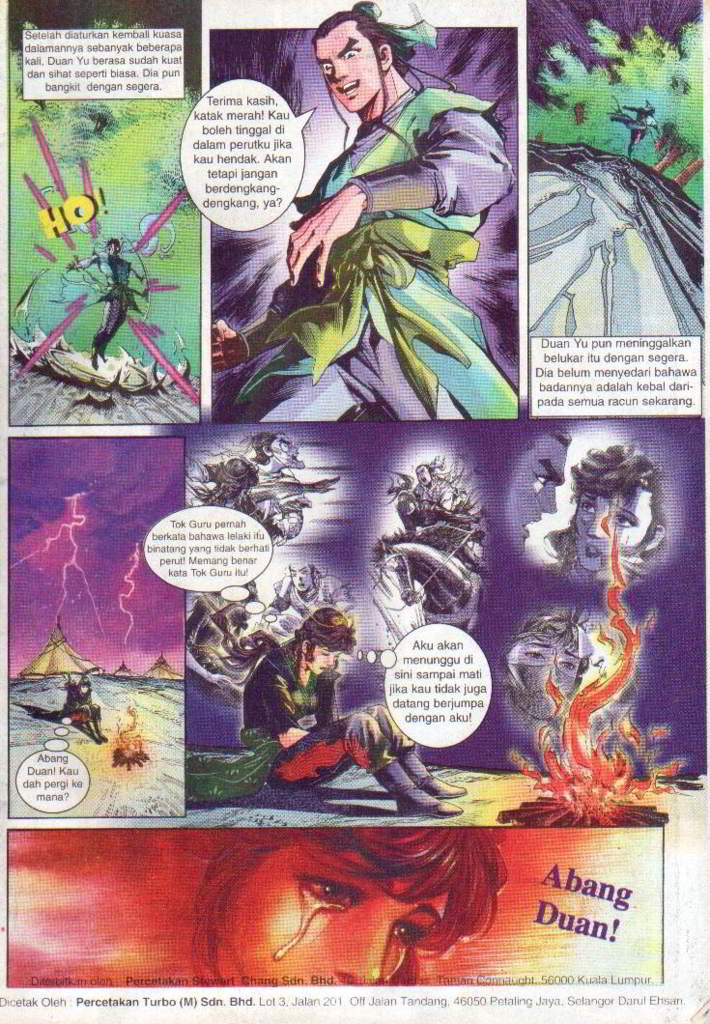 Setelah diaturkan kembali kuasa
dalamannya sebanyak beberapa
kali, Duan Yu berasa sudah kuat
dan sihat seperti biasa. Dia pun
bangkit dengan segera.
HO!
Terima kasih,
katak merah! Kau
boleh tinggal di
dalam perutku jika
kau hendak. Akan
tetapi jangan
berdengkang-
dengkang, ya?
Duan Yu pun meninggalkan
belukar itu dengan segera.
Dia belum menyedari bahawa
badannya adalah kebal dari-
pada semua racun sekarang.
Abang
Duan! Kau
dah pergi ke
mana?
Tok Guru pernah
berkata bahawa lelaki itu
binatang yang tidak berhati
perut! Memang benar
kata Tok Guru itu!
Aku akan
menunggu di
sini sampai mati
jika kau tidak juga
datang berjumpa
dengan aku!
Abang
Duan!
Diterbitkan oleh : Percetakan Stewart Chang Sdn. Bhd. Taman Connaught, 56000 Kuala Lumpur.
Dicetak Oleh : Percetakan Turbo (M) Sdn. Bhd. Lot 3, Jalan 201, Off Jalan Tandang, 46050 Petaling Jaya, Selangor Darul Ehsan.